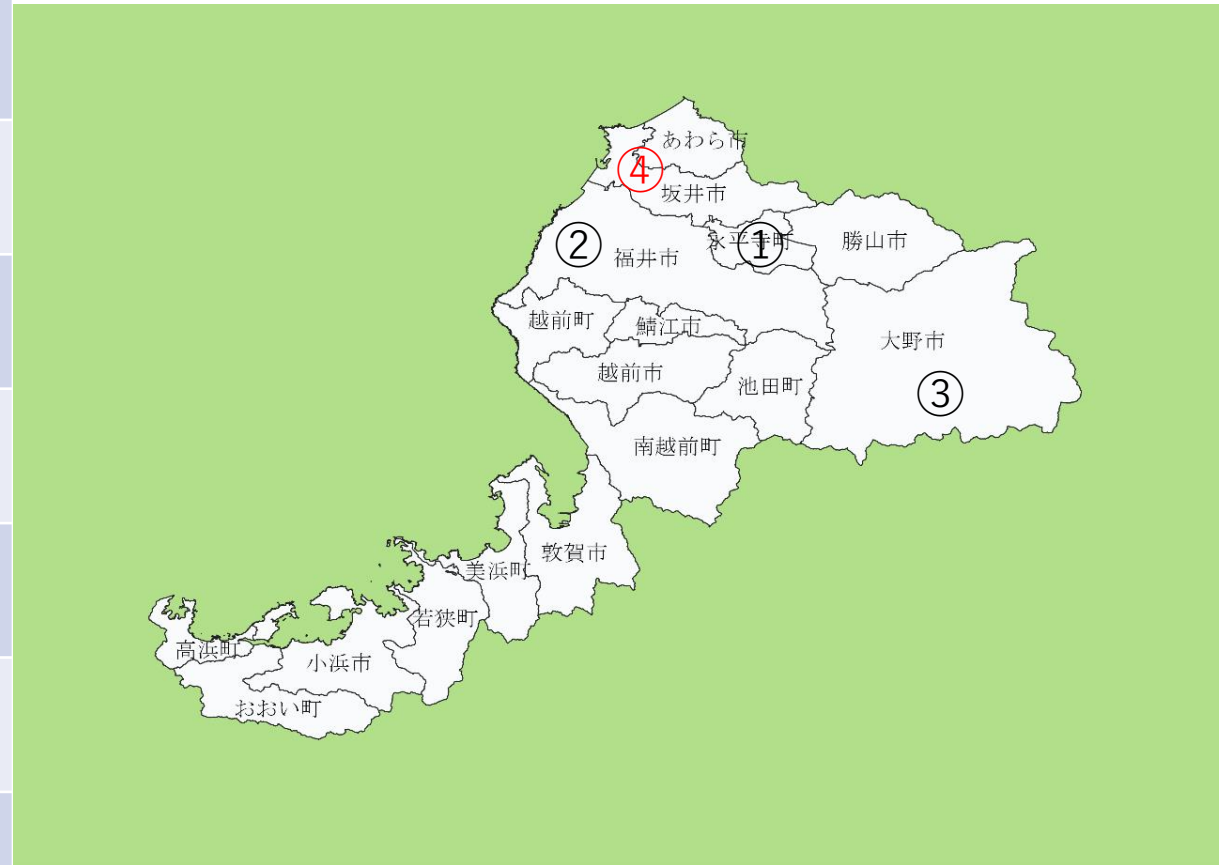 あわら市
④
坂井市
①
永平寺町
勝山市
②
福井市
越前町
鯖江市
大野市
越前市
池田町
③
南越前町
敦賀市
美浜町
若狭町
高浜町
小浜市
おおい町